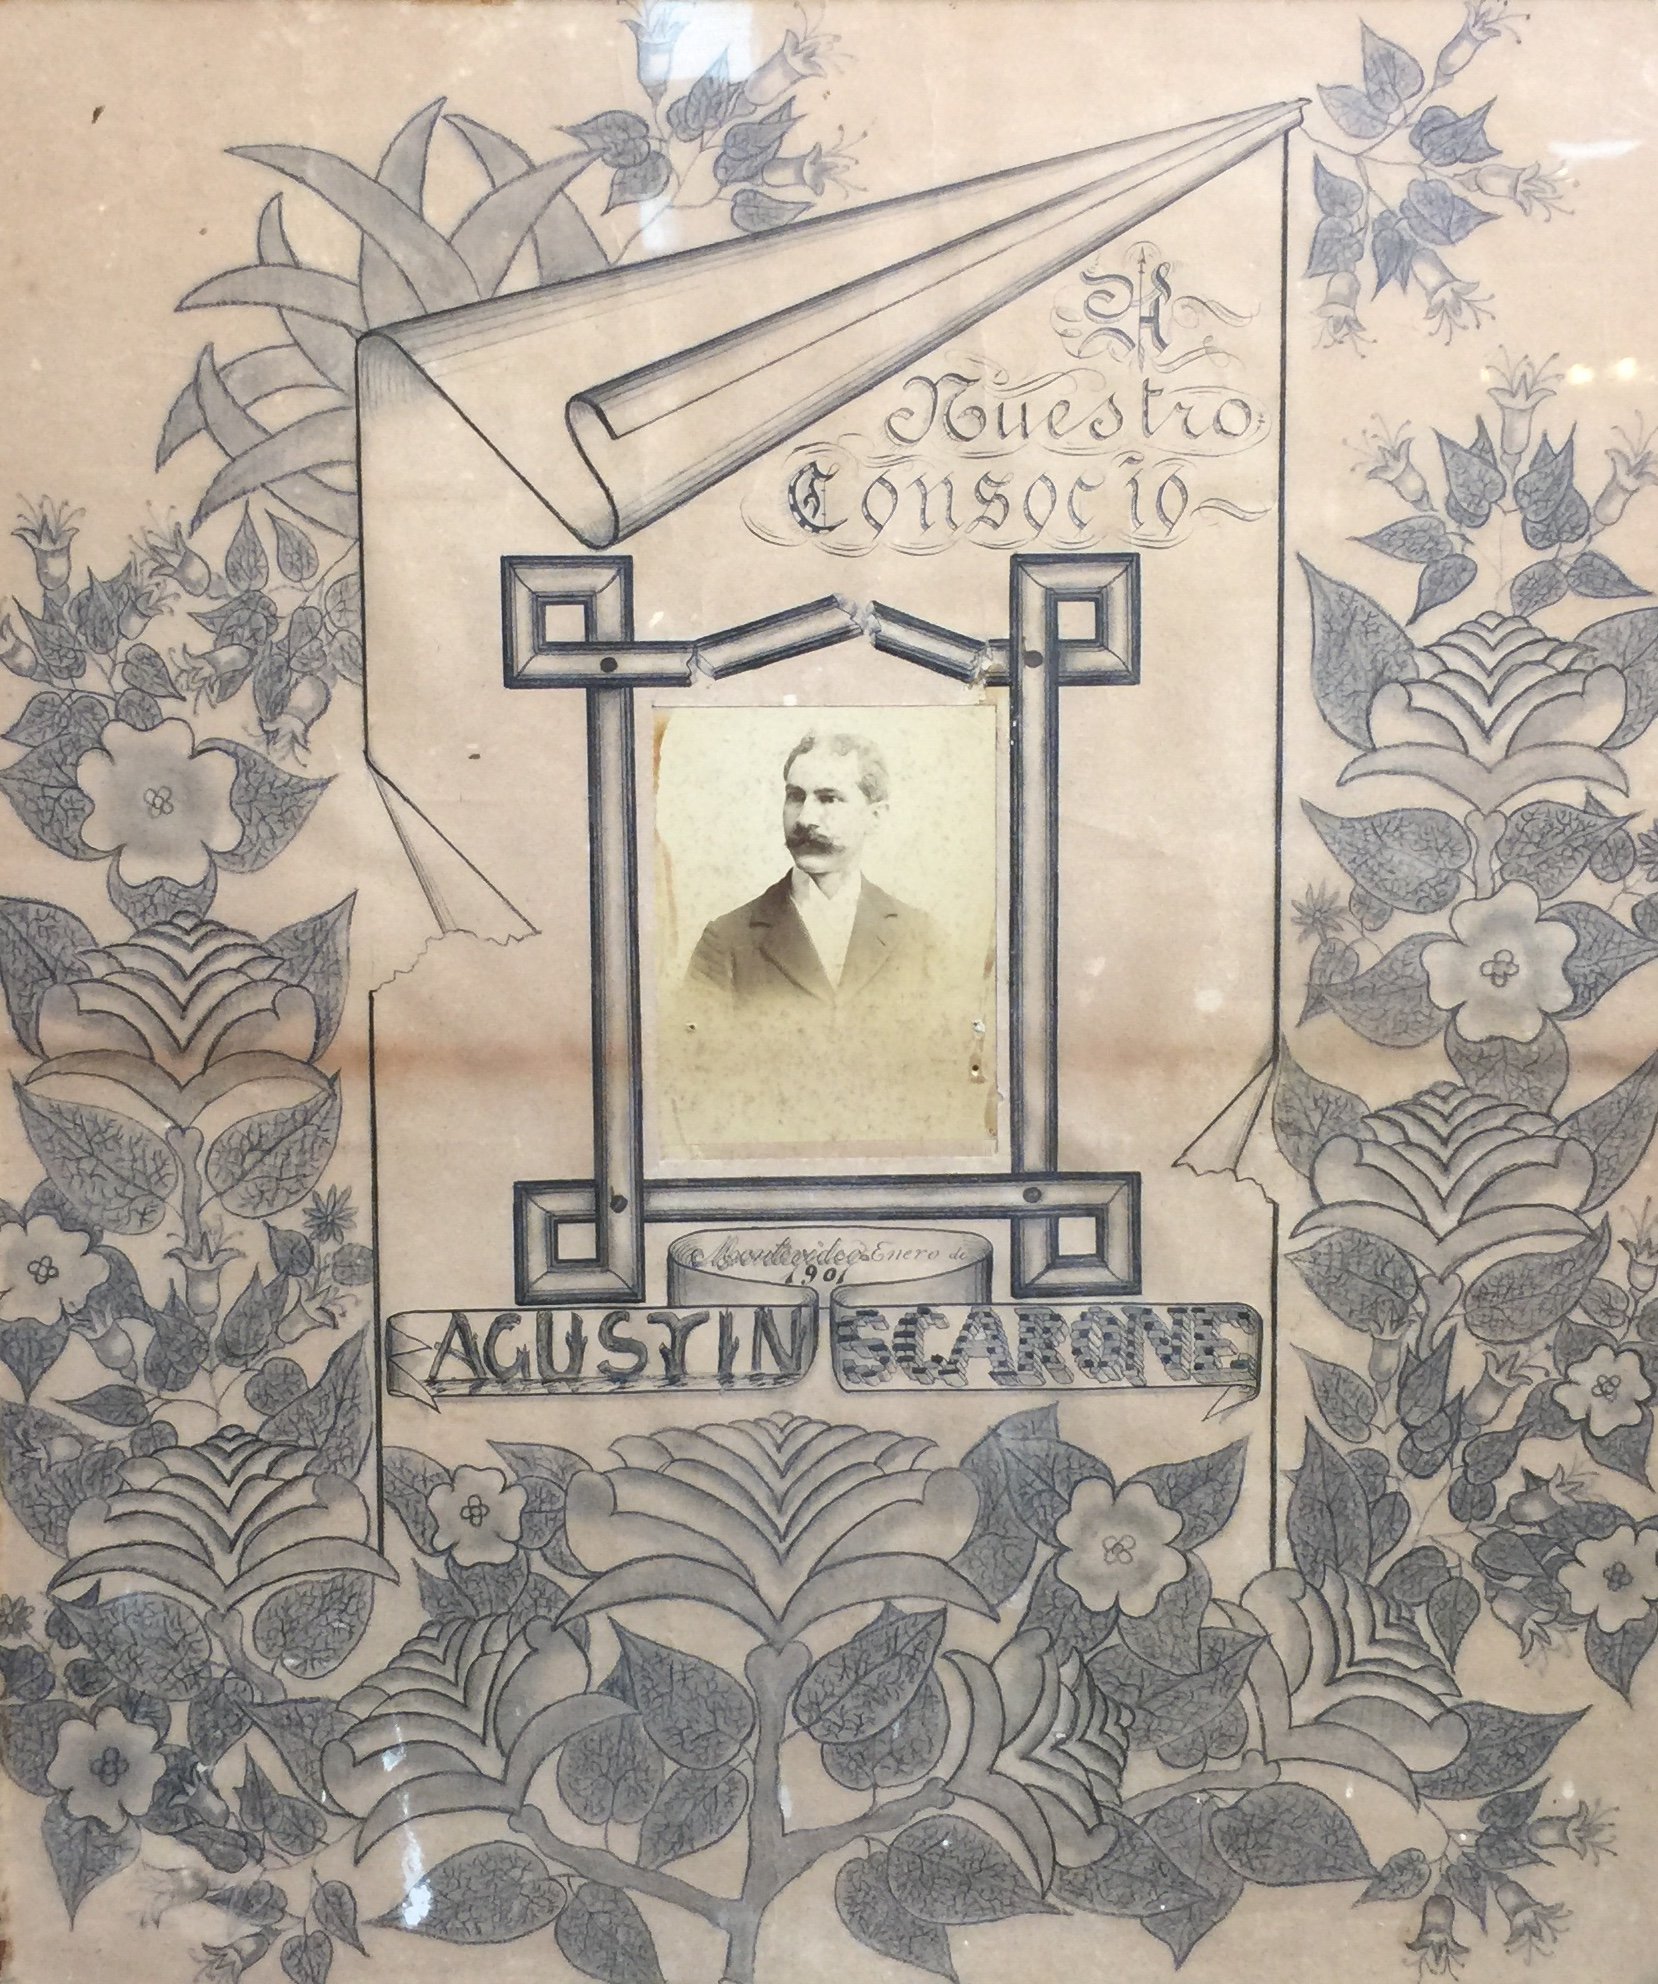 A
Nuestro
Consocio
Montevideo Enero de
1901
AGUSTIN SCARONE